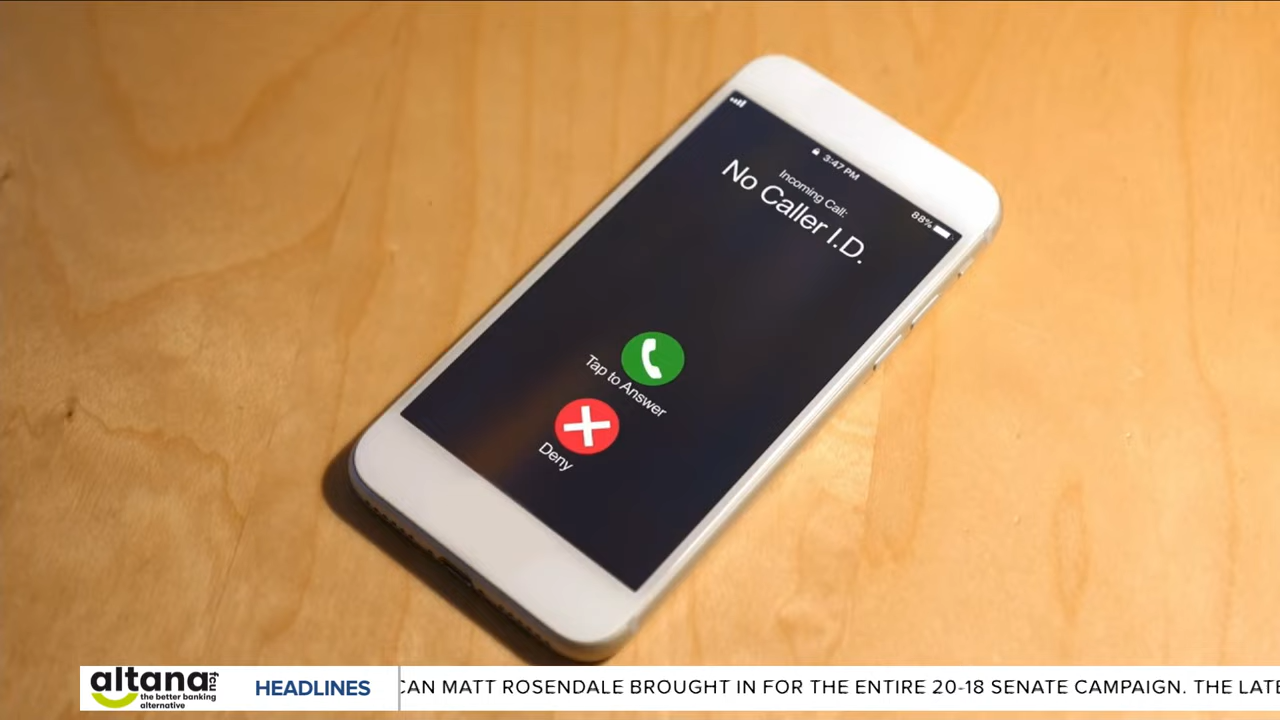 3:47 PM
88%
Incoming Call:
No Caller I.D.
Tap to Answer
Deny
altana fcu
the better banking
alternative
HEADLINES
CAN MATT ROSENDALE BROUGHT IN FOR THE ENTIRE 20-18 SENATE CAMPAIGN. THE LATE